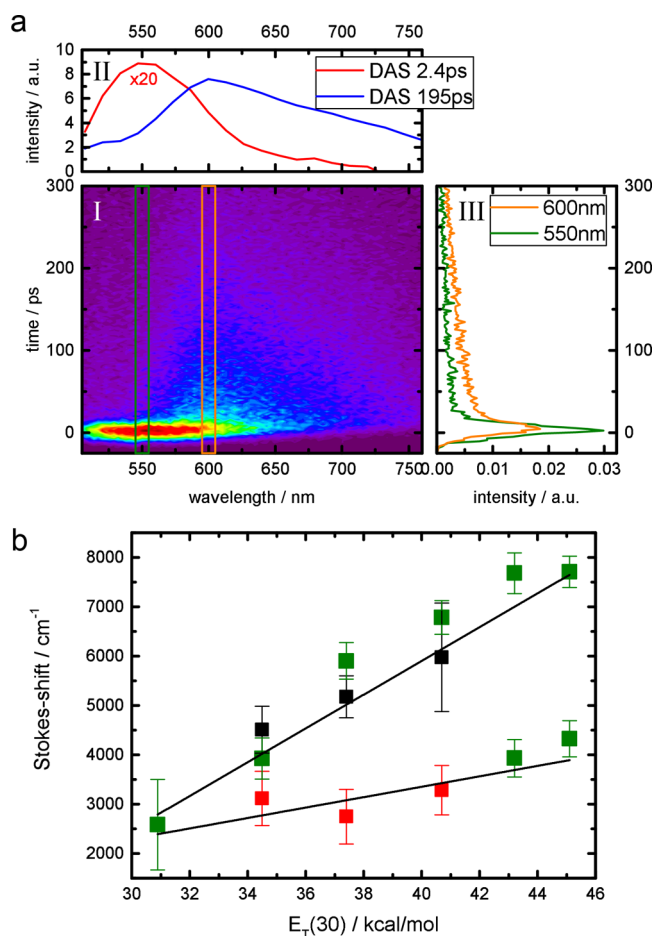 a
550 600 650 700 750
10
8
6
4
2
0
intensity / a.u.
II
x20
DAS 2.4ps
DAS 195ps
300
200
100
0
time / ps
I
550 600 650 700 750
wavelength / nm
III
600nm
550nm
300
200
100
0
0.00 0.01 0.02 0.03
intensity / a.u.
b
8000
7000
6000
5000
4000
3000
2000
Stokes-shift / cm⁻¹
30 32 34 36 38 40 42 44 46
E_T(30) / kcal/mol